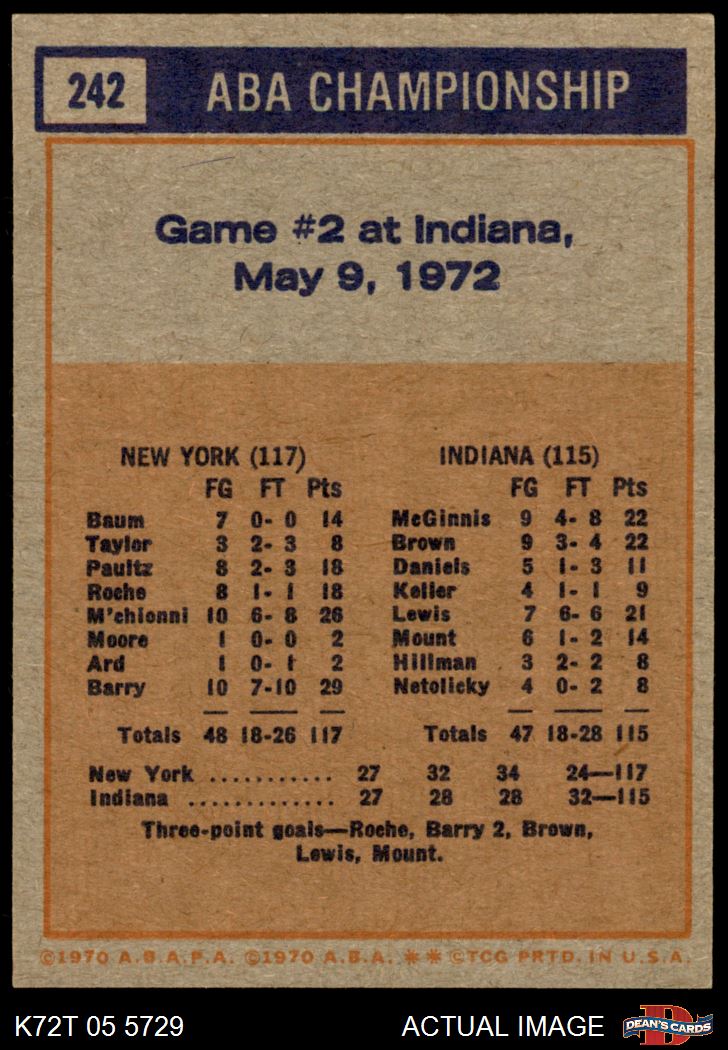 242 ABA CHAMPIONSHIP
Game #2 at Indiana,
May 9, 1972
NEW YORK (117)
FG FT Pts
Baum 7 0- 0 14
Taylor 3 2- 3 8
Paultz 8 2- 3 18
Roche 8 1- 1 18
M'chionni 10 6- 8 26
Moore 1 0- 0 2
Ard 1 0- 1 2
Barry 10 7-10 29
Totals 48 18-26 117
INDIANA (115)
FG FT Pts
McGinnis 9 4- 8 22
Brown 9 3- 4 22
Daniels 5 1- 3 11
Keller 4 1- 1 9
Lewis 7 6- 6 21
Mount 6 1- 2 14
Hillman 3 2- 2 8
Netolicky 4 0- 2 8
Totals 47 18-28 115
New York ........... 27 32 34 24—117
Indiana ............. 27 28 28 32—115
Three-point goals—Roche, Barry 2, Brown,
Lewis, Mount.
©1970 A.B.A.P.A. ©1970 A.B.A. ** ©TCG PRTD. IN U.S.A.
K72T 05 5729 ACTUAL IMAGE DEAN'S CARDS